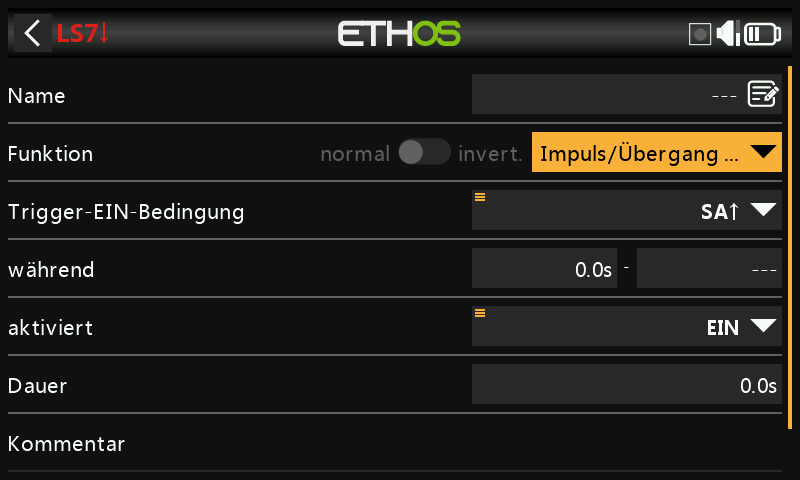 LS7↓ ETHOS
Name ---
Funktion normal invert. Impuls/Übergang ...
Trigger-EIN-Bedingung SA↑
während 0.0s - ---
aktiviert EIN
Dauer 0.0s
Kommentar